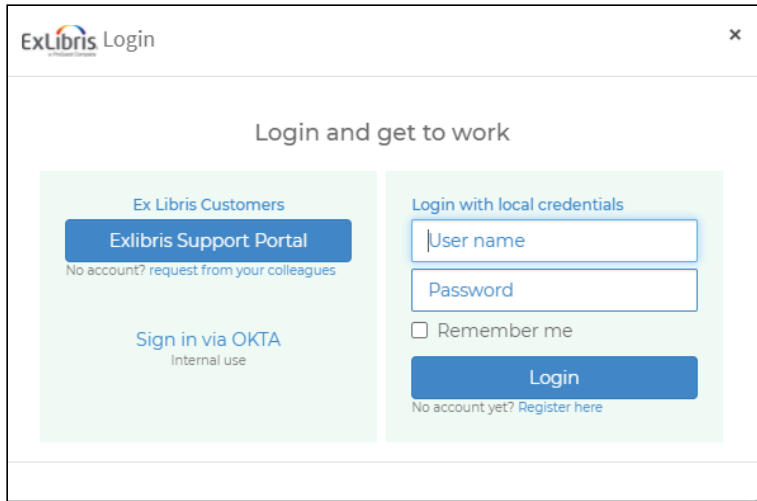 ExLibris Login
a ProQuest Company
×
Login and get to work
Ex Libris Customers
Exlibris Support Portal
No account? request from your colleagues
Sign in via OKTA
Internal use
Login with local credentials
User name
Password
Remember me
Login
No account yet? Register here